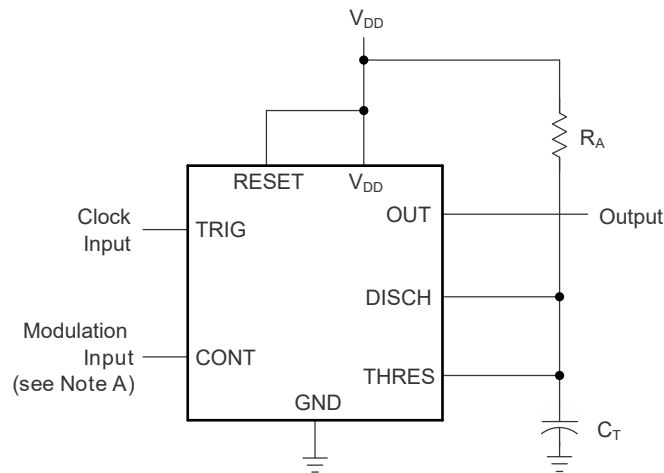 V_DD
R_A
RESET
V_DD
Clock
Input
TRIG
OUT
Output
DISCH
Modulation
Input
(see Note A)
CONT
THRES
GND
C_T